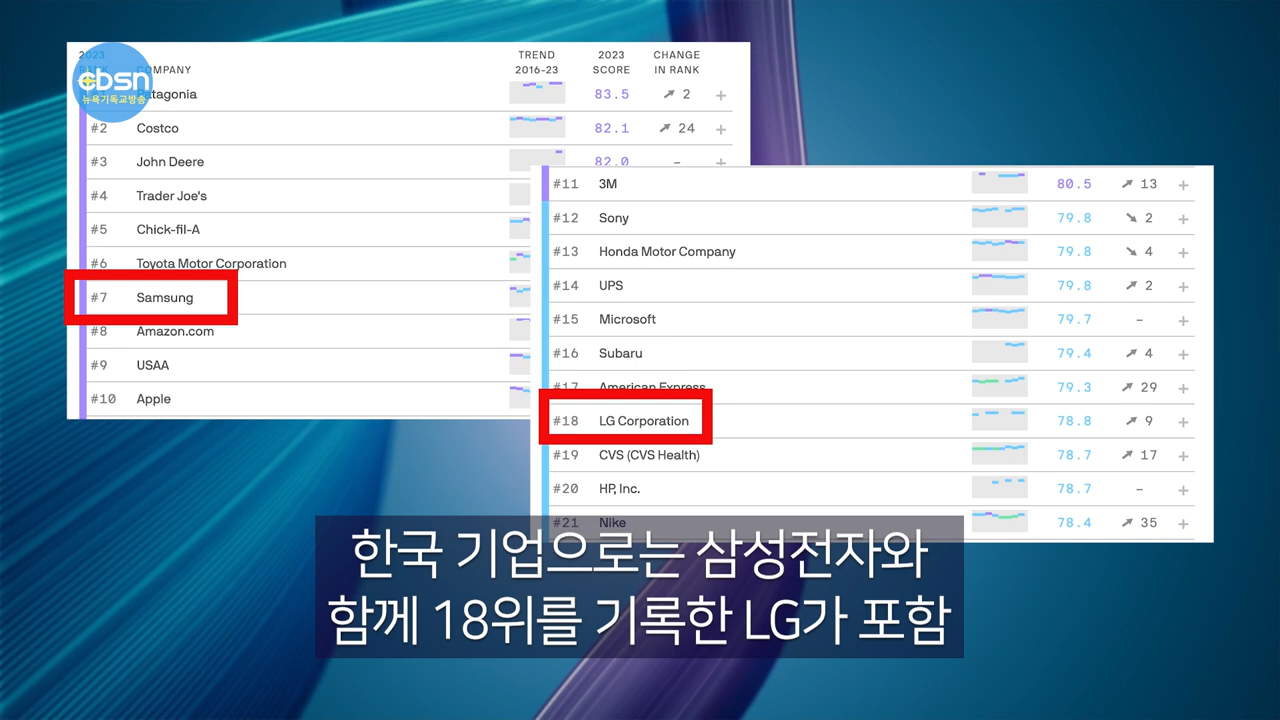 2023 TREND 2023 CHANGE
RANK COMPANY 2016-23 SCORE IN RANK
cbsn
뉴욕기독교방송
Patagonia 83.5 ↗ 2 +
#2 Costco 82.1 ↗ 24 +
#3 John Deere 82.0 – +
#4 Trader Joe's
#5 Chick-fil-A
#6 Toyota Motor Corporation
#7 Samsung
#8 Amazon.com
#9 USAA
#10 Apple
#11 3M 80.5 ↗ 13 +
#12 Sony 79.8 ↘ 2 +
#13 Honda Motor Company 79.8 ↘ 4 +
#14 UPS 79.8 ↗ 2 +
#15 Microsoft 79.7 – +
#16 Subaru 79.4 ↗ 4 +
#17 American Express 79.3 ↗ 29 +
#18 LG Corporation 78.8 ↗ 9 +
#19 CVS (CVS Health) 78.7 ↗ 17 +
#20 HP, Inc. 78.7 – +
#21 Nike 78.4 ↗ 35 +
한국 기업으로는 삼성전자와
함께 18위를 기록한 LG가 포함